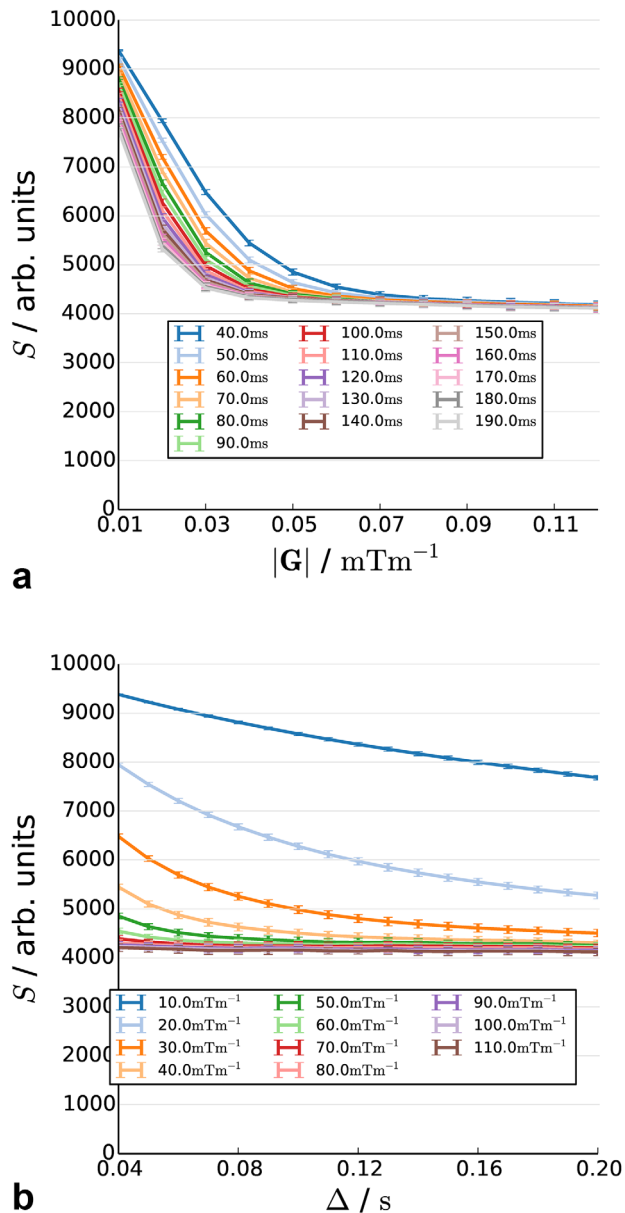 10000
9000
8000
7000
6000
5000
4000
3000
2000
1000
0
S / arb. units
40.0ms 100.0ms 150.0ms
50.0ms 110.0ms 160.0ms
60.0ms 120.0ms 170.0ms
70.0ms 130.0ms 180.0ms
80.0ms 140.0ms 190.0ms
90.0ms
0.01 0.03 0.05 0.07 0.09 0.11
|G| / mTm⁻¹
a
10000
9000
8000
7000
6000
5000
4000
3000
2000
1000
0
S / arb. units
10.0mTm⁻¹ 50.0mTm⁻¹ 90.0mTm⁻¹
20.0mTm⁻¹ 60.0mTm⁻¹ 100.0mTm⁻¹
30.0mTm⁻¹ 70.0mTm⁻¹ 110.0mTm⁻¹
40.0mTm⁻¹ 80.0mTm⁻¹
0.04 0.08 0.12 0.16 0.20
Δ / s
b